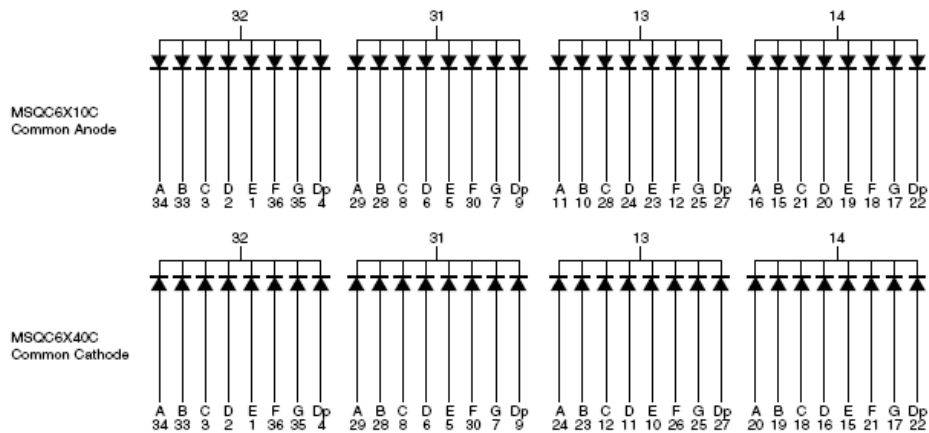 32 31 13 14
MSQC6X10C
Common Anode
A B C D E F G Dp A B C D E F G Dp A B C D E F G Dp A B C D E F G Dp
34 33 3 2 1 36 35 4 29 28 8 6 5 30 7 9 11 10 28 24 23 12 25 27 16 15 21 20 19 18 17 22
32 31 13 14
MSQC6X40C
Common Cathode
A B C D E F G Dp A B C D E F G Dp A B C D E F G Dp A B C D E F G Dp
34 33 3 2 1 36 35 4 29 28 8 6 5 30 7 9 24 23 12 11 10 26 25 27 20 19 18 16 15 21 17 22